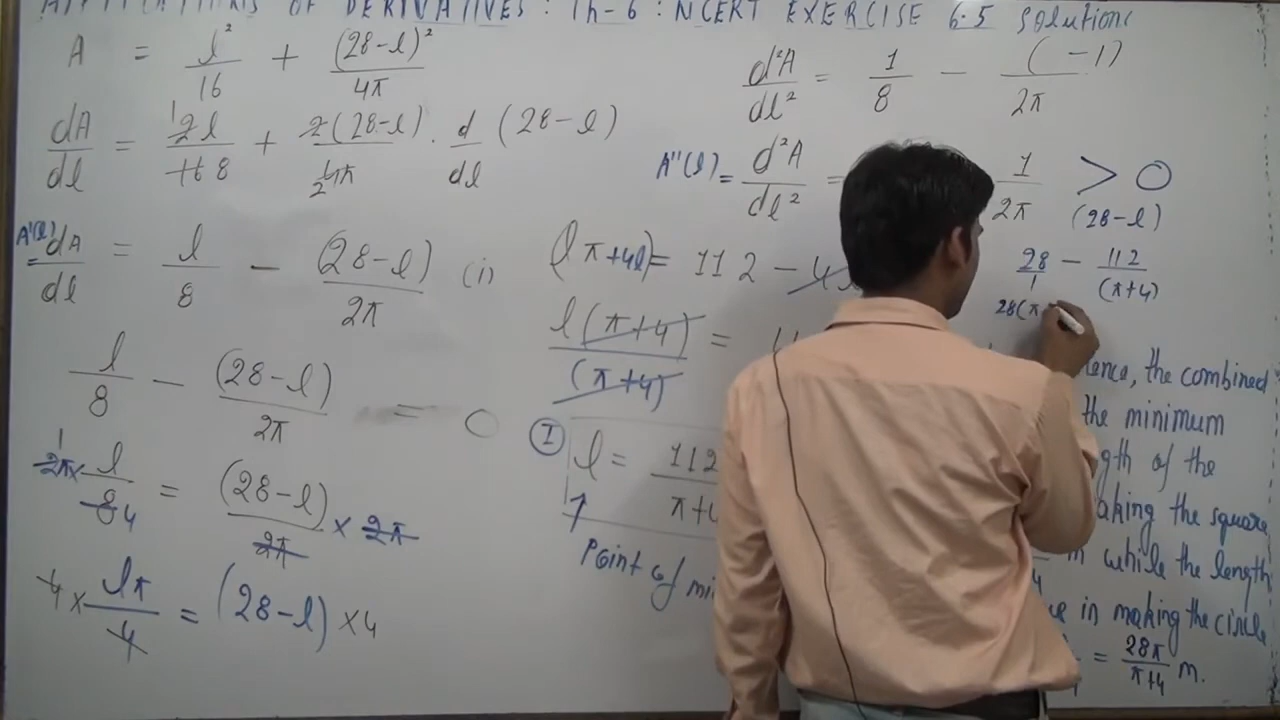 APPLICATIONS OF DERIVATIVES : Ch-6 : NCERT EXERCISE 6.5 Solutions
A = l²/16 + (28-l)²/4π
dA/dl = 2l/16 8 + 2(28-l)/4π 2 . d/dl (28-l)
A'(l) = dA/dl = l/8 - (28-l)/2π (i)
l/8 - (28-l)/2π = 0
1 2π × l/8 4 = (28-l)/2π × 2π
4 × lπ/4 = (28-l) × 4
d²A/dl² = 1/8 - (-1)/2π
A''(l) = d²A/dl² = 1/2π > 0
(lπ+4l) = 112 - 4l
l(π+4)/(π+4) =
I l = 112/π+4
Point of mi
(28-l)
28/1 - 112/(π+4)
28(π
ence, the combined
the minimum
gth of the
aking the square
m while the length
in making the circle
= 28π/π+4 m.